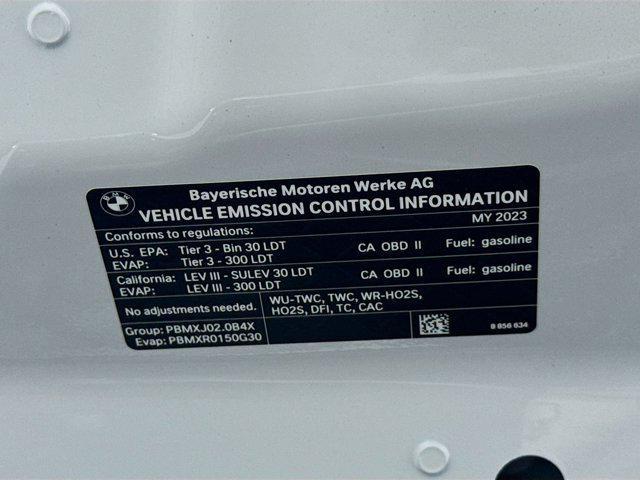 BMW
Bayerische Motoren Werke AG
VEHICLE EMISSION CONTROL INFORMATION
MY 2023
Conforms to regulations:
U.S. EPA: Tier 3 - Bin 30 LDT CA OBD II Fuel: gasoline
EVAP: Tier 3 - 300 LDT
California: LEV III - SULEV 30 LDT CA OBD II Fuel: gasoline
EVAP: LEV III - 300 LDT
No adjustments needed. WU-TWC, TWC, WR-HO2S,
HO2S, DFI, TC, CAC
Group: PBMXJ02.0B4X
Evap: PBMXR0150G30
8 856 634